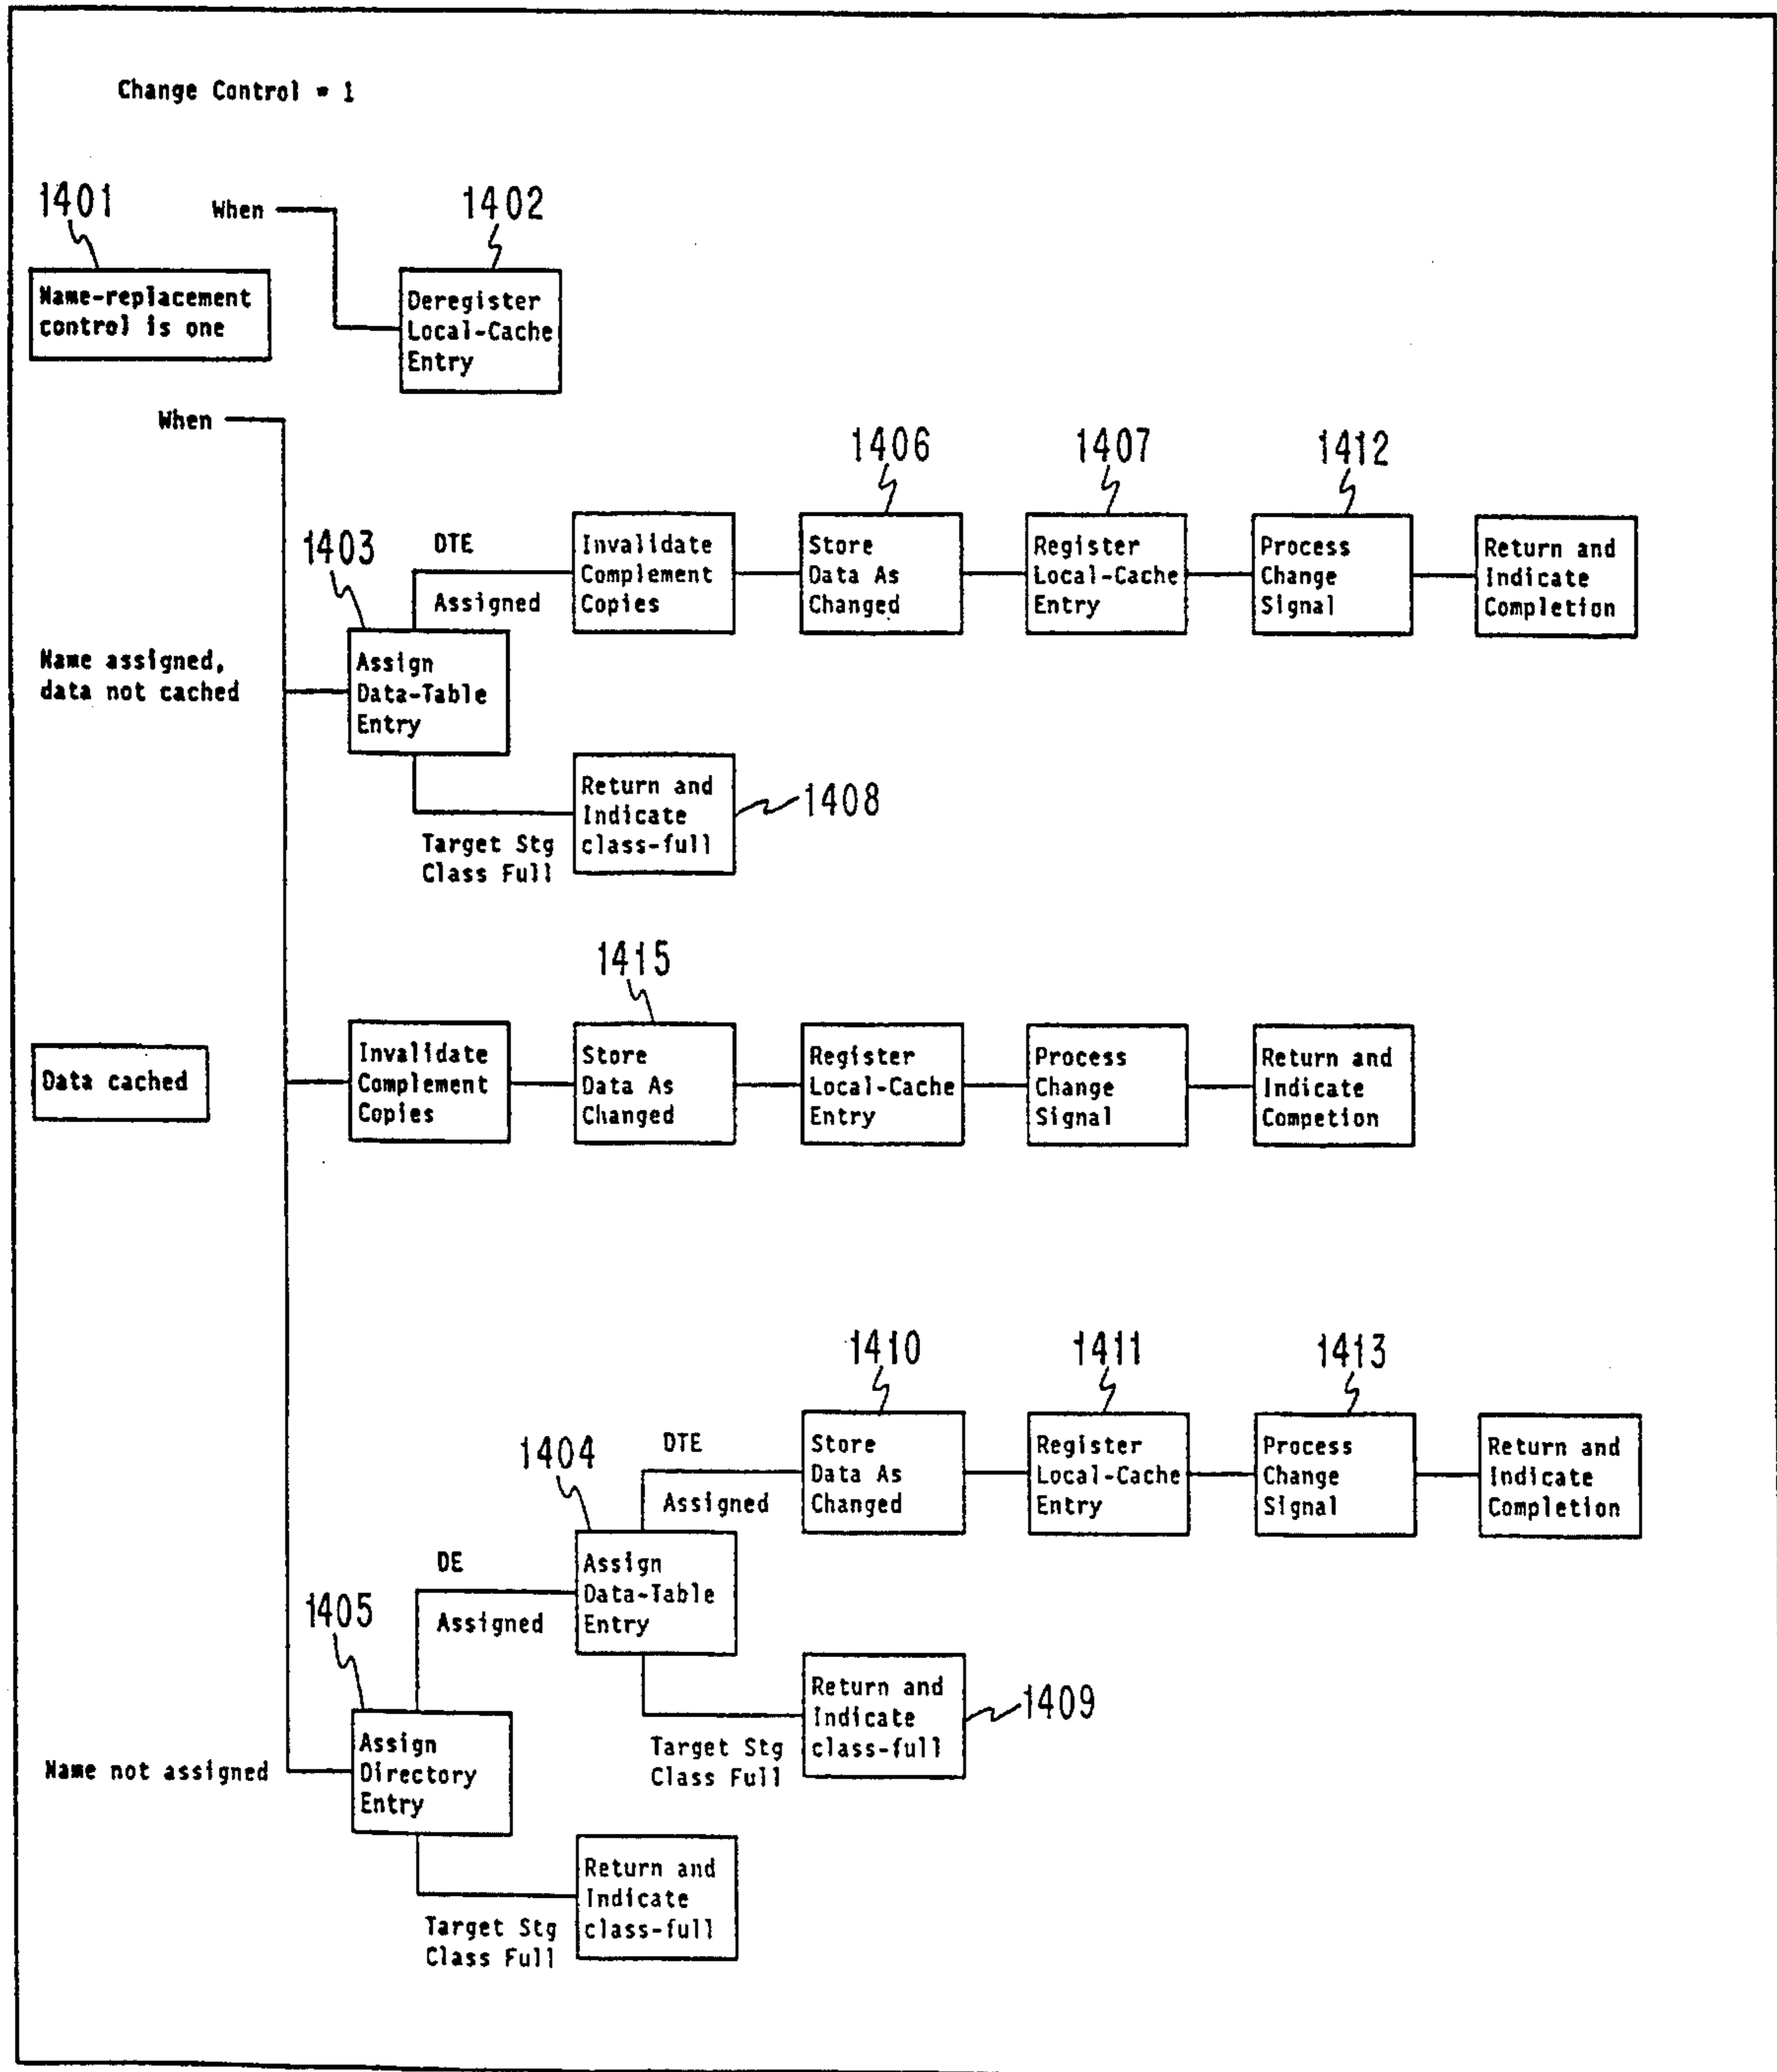 Change Control = 1
1401
When
1402
Name-replacement
control is one
Deregister
Local-Cache
Entry
When
1406
1407
1412
1403
DTE
Assigned
Invalidate
Complement
Copies
Store
Data As
Changed
Register
Local-Cache
Entry
Process
Change
Signal
Return and
Indicate
Completion
Name assigned,
data not cached
Assign
Data-Table
Entry
Return and
Indicate
class-full
1408
Target Stg
Class Full
1415
Data cached
Invalidate
Complement
Copies
Store
Data As
Changed
Register
Local-Cache
Entry
Process
Change
Signal
Return and
Indicate
Competion
1410
1411
1413
1404
DTE
Assigned
Store
Data As
Changed
Register
Local-Cache
Entry
Process
Change
Signal
Return and
Indicate
Completion
1405
DE
Assigned
Assign
Data-Table
Entry
Return and
Indicate
class-full
1409
Target Stg
Class Full
Name not assigned
Assign
Directory
Entry
Return and
Indicate
class-full
Target Stg
Class Full